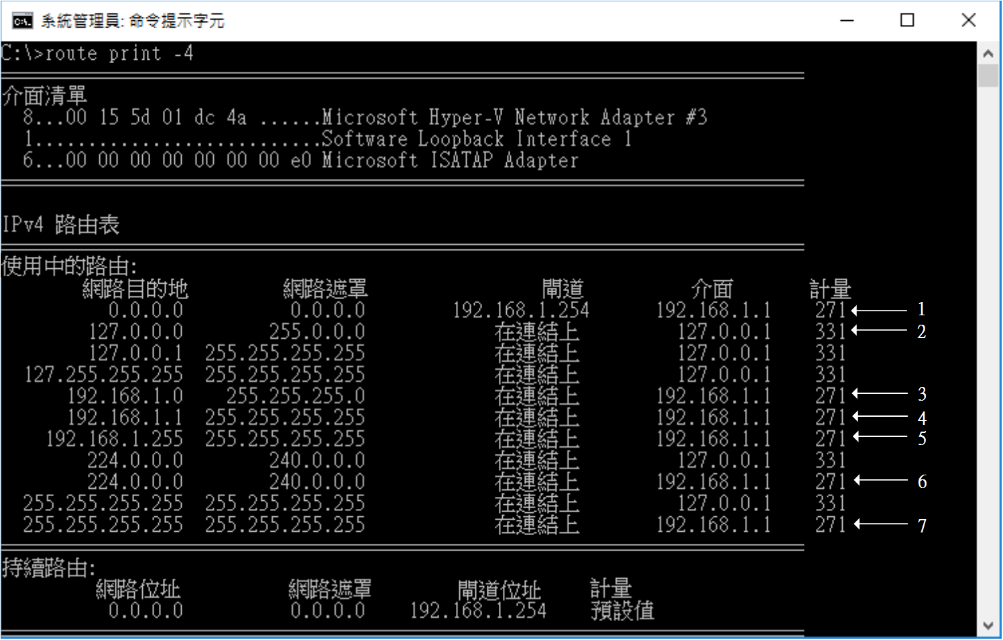 系統管理員: 命令提示字元
C:\>route print -4
介面清單
8...00 15 5d 01 dc 4a ......Microsoft Hyper-V Network Adapter #3
1...........................Software Loopback Interface 1
6...00 00 00 00 00 00 00 e0 Microsoft ISATAP Adapter
IPv4 路由表
使用中的路由:
網路目的地 網路遮罩 閘道 介面 計量
0.0.0.0 0.0.0.0 192.168.1.254 192.168.1.1 271 1
127.0.0.0 255.0.0.0 在連結上 127.0.0.1 331 2
127.0.0.1 255.255.255.255 在連結上 127.0.0.1 331
127.255.255.255 255.255.255.255 在連結上 127.0.0.1 331
192.168.1.0 255.255.255.0 在連結上 192.168.1.1 271 3
192.168.1.1 255.255.255.255 在連結上 192.168.1.1 271 4
192.168.1.255 255.255.255.255 在連結上 192.168.1.1 271 5
224.0.0.0 240.0.0.0 在連結上 127.0.0.1 331
224.0.0.0 240.0.0.0 在連結上 192.168.1.1 271 6
255.255.255.255 255.255.255.255 在連結上 127.0.0.1 331
255.255.255.255 255.255.255.255 在連結上 192.168.1.1 271 7
持續路由:
網路位址 網路遮罩 閘道位址 計量
0.0.0.0 0.0.0.0 192.168.1.254 預設值